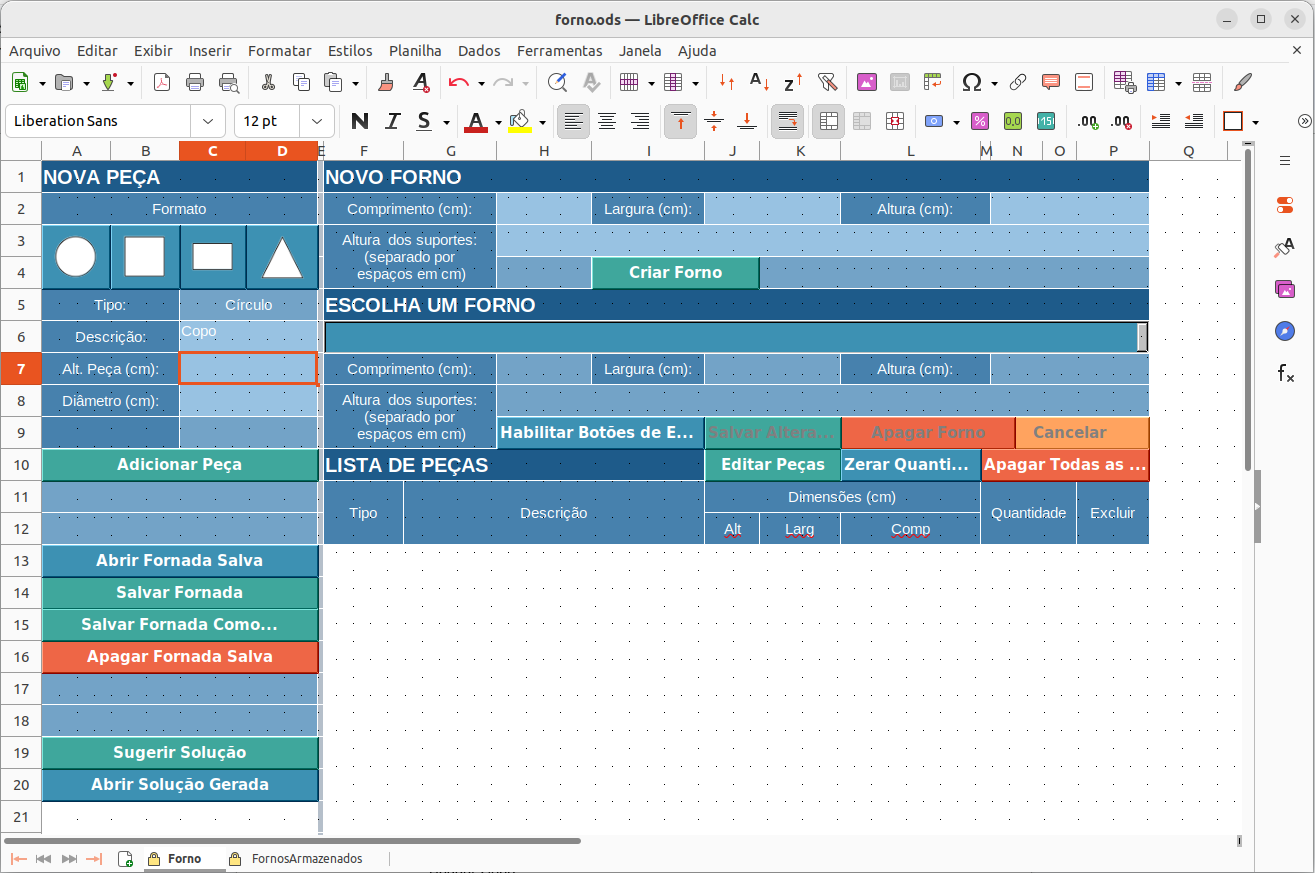 forno.ods — LibreOffice Calc
Arquivo Editar Exibir Inserir Formatar Estilos Planilha Dados Ferramentas Janela Ajuda
Liberation Sans 12 pt N I S A
A B C D E F G H I J K L M N O P Q
1 NOVA PEÇA NOVO FORNO
2 Formato Comprimento (cm): Largura (cm): Altura (cm):
3 Altura dos suportes:
(separado por
4 espaços em cm) Criar Forno
5 Tipo: Círculo ESCOLHA UM FORNO
6 Descrição: Copo
7 Alt. Peça (cm): Comprimento (cm): Largura (cm): Altura (cm):
8 Diâmetro (cm): Altura dos suportes:
(separado por
9 espaços em cm) Habilitar Botões de E... Salvar Altera... Apagar Forno Cancelar
10 Adicionar Peça LISTA DE PEÇAS Editar Peças Zerar Quanti... Apagar Todas as ...
11 Dimensões (cm)
Tipo Descrição Quantidade Excluir
12 Alt Larg Comp
13 Abrir Fornada Salva
14 Salvar Fornada
15 Salvar Fornada Como...
16 Apagar Fornada Salva
17
18
19 Sugerir Solução
20 Abrir Solução Gerada
21
Forno FornosArmazenados